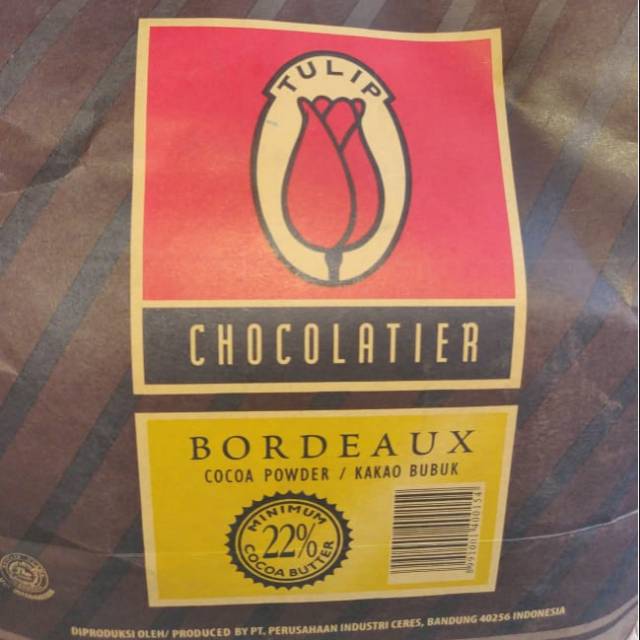 TULIP
CHOCOLATIER
BORDEAUX
COCOA POWDER / KAKAO BUBUK
MINIMUM
22%
COCOA BUTTER
DIPRODUKSI OLEH/ PRODUCED BY PT. PERUSAHAAN INDUSTRI CERES, BANDUNG 40256 INDONESIA